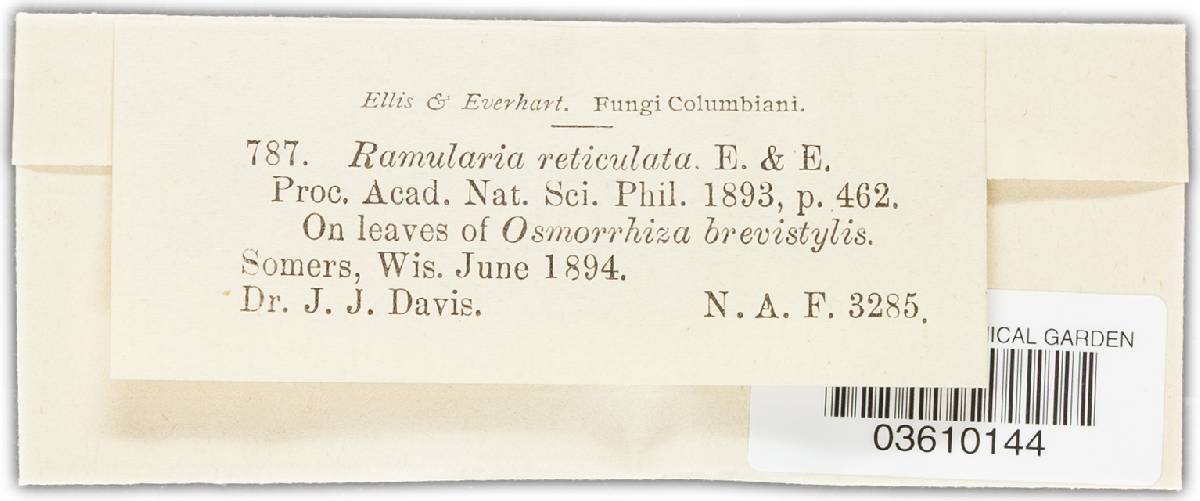 Ellis & Everhart. Fungi Columbiani.
787. Ramularia reticulata. E. & E.
Proc. Acad. Nat. Sci. Phil. 1893, p. 462.
On leaves of Osmorrhiza brevistylis.
Somers, Wis. June 1894.
Dr. J. J. Davis. N. A. F. 3285.
GARDEN
03610144